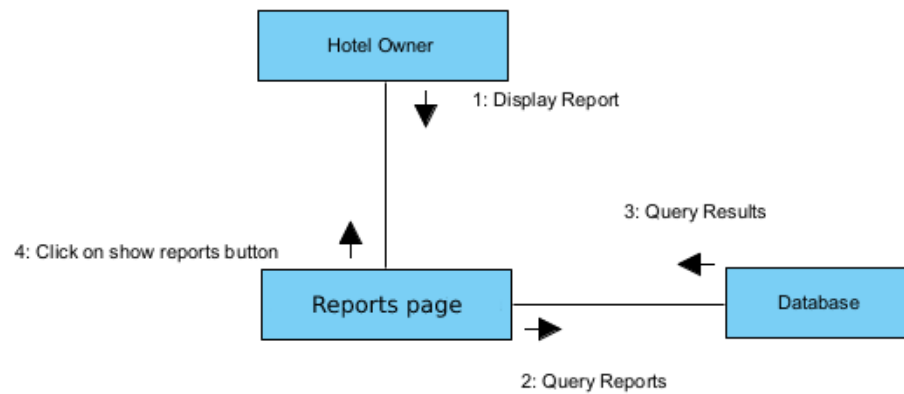 Hotel Owner
1: Display Report
3: Query Results
4: Click on show reports button
Reports page
Database
2: Query Reports